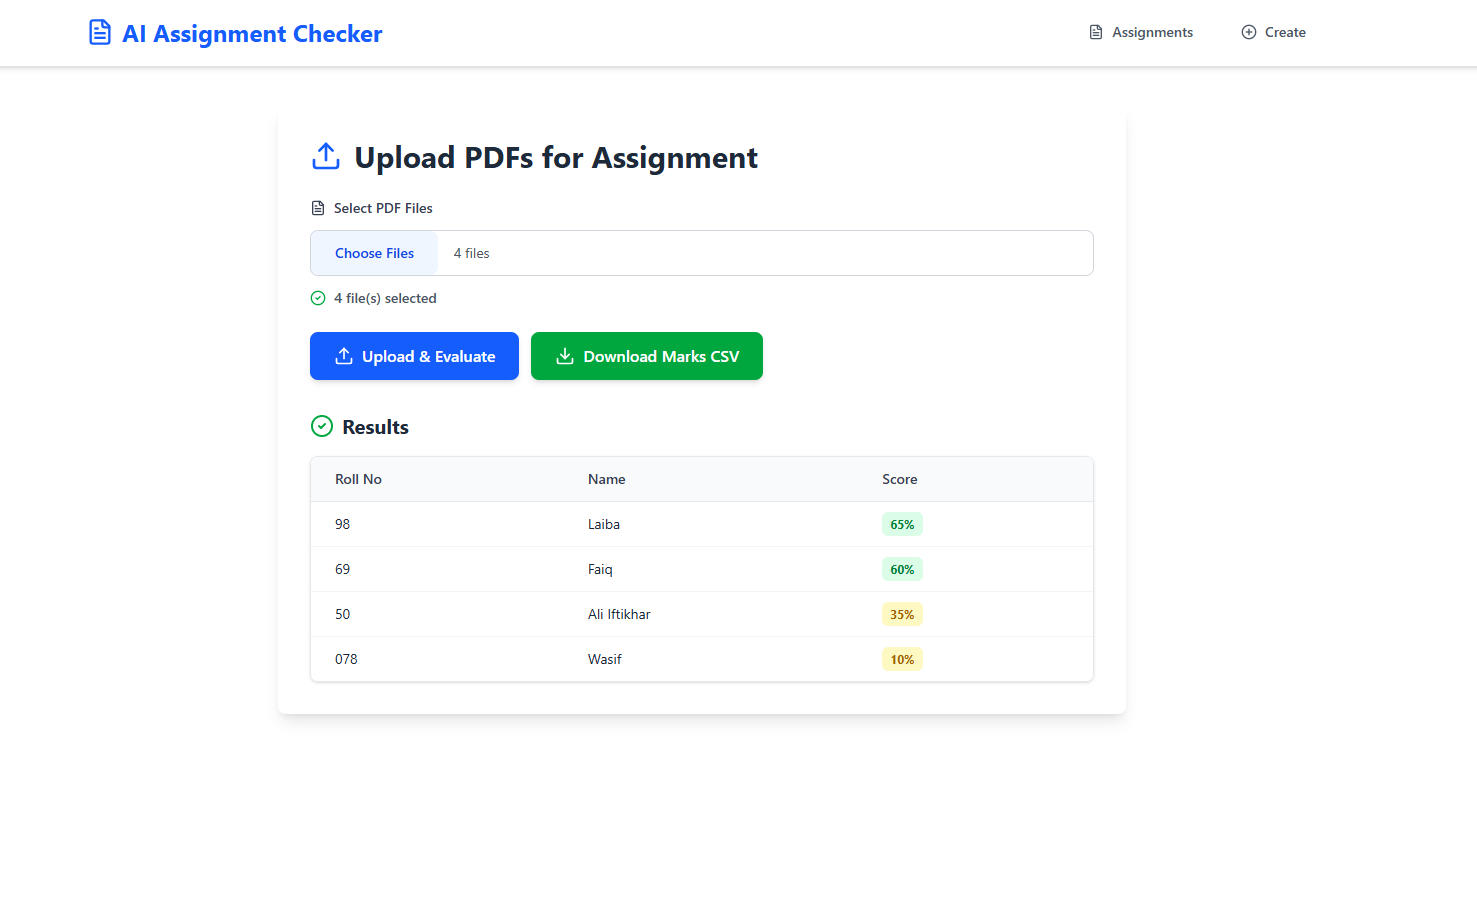 AI Assignment Checker
Assignments
Create
Upload PDFs for Assignment
Select PDF Files
Choose Files 4 files
4 file(s) selected
Upload & Evaluate
Download Marks CSV
Results
Roll No Name Score
98 Laiba 65%
69 Faiq 60%
50 Ali Iftikhar 35%
078 Wasif 10%